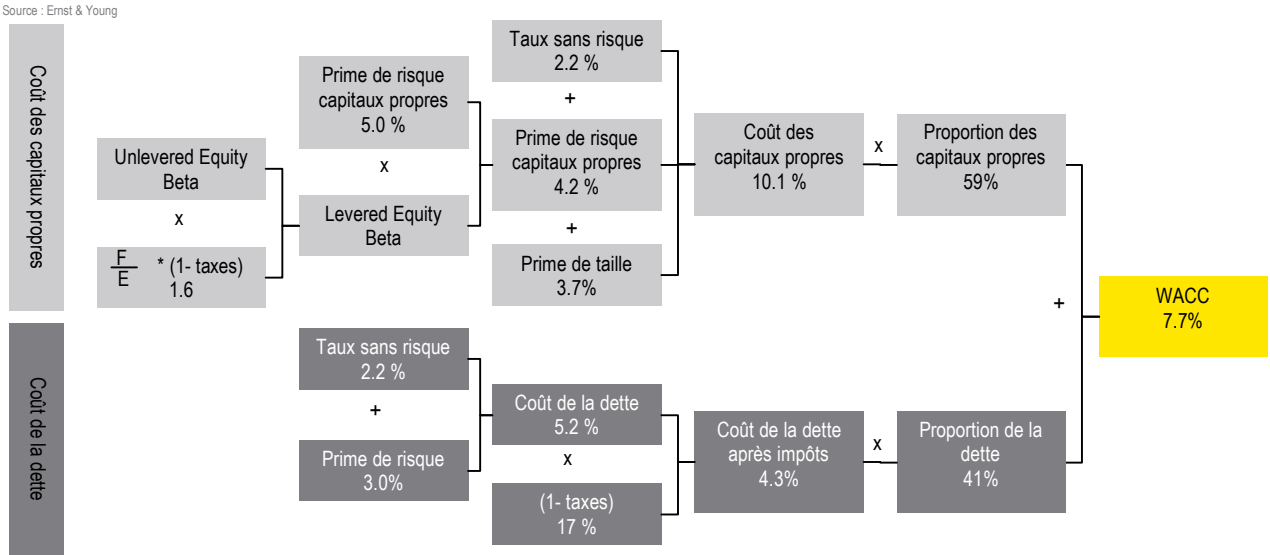 Source : Ernst & Young
Coût des capitaux propres
Unlevered Equity
Beta
x
F
E
* (1- taxes)
1.6
Prime de risque
capitaux propres
5.0 %
x
Levered Equity
Beta
Taux sans risque
2.2 %
+
Prime de risque
capitaux propres
4.2 %
+
Prime de taille
3.7%
Coût des
capitaux propres
10.1 %
x
Proportion des
capitaux propres
59%
+
WACC
7.7%
Coût de la dette
Taux sans risque
2.2 %
+
Prime de risque
3.0%
Coût de la dette
5.2 %
x
(1- taxes)
17 %
Coût de la dette
après impôts
4.3%
x
Proportion de la
dette
41%